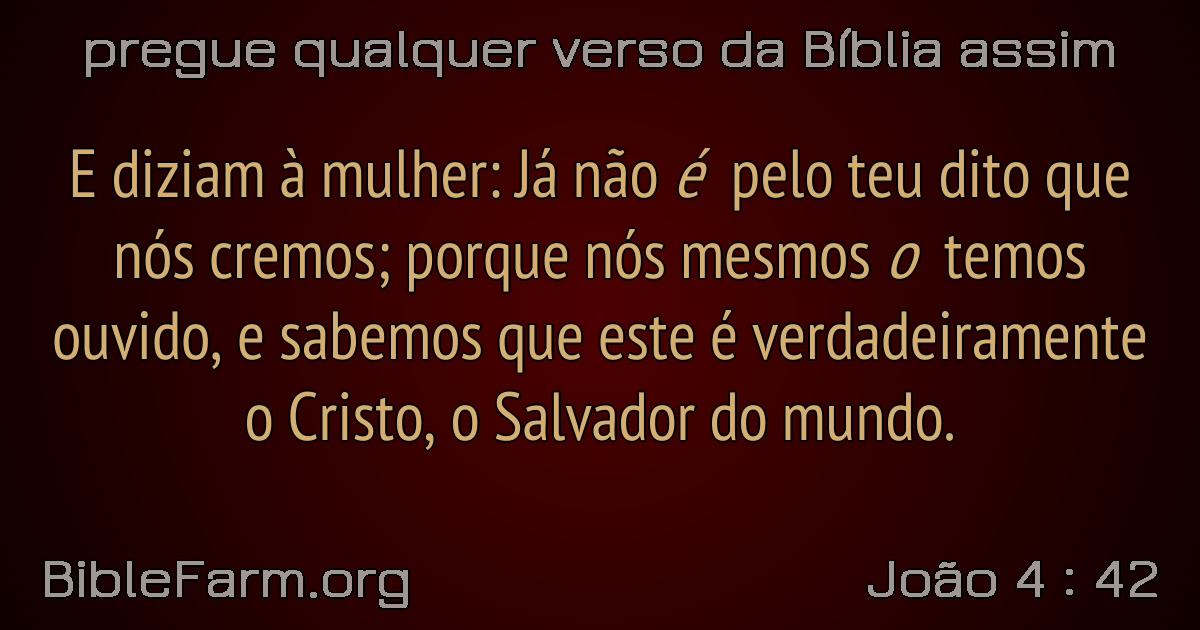 pregue qualquer verso da Bíblia assim
E diziam à mulher: Já não é pelo teu dito que
nós cremos; porque nós mesmos o temos
ouvido, e sabemos que este é verdadeiramente
o Cristo, o Salvador do mundo.
BibleFarm.org
João 4 : 42